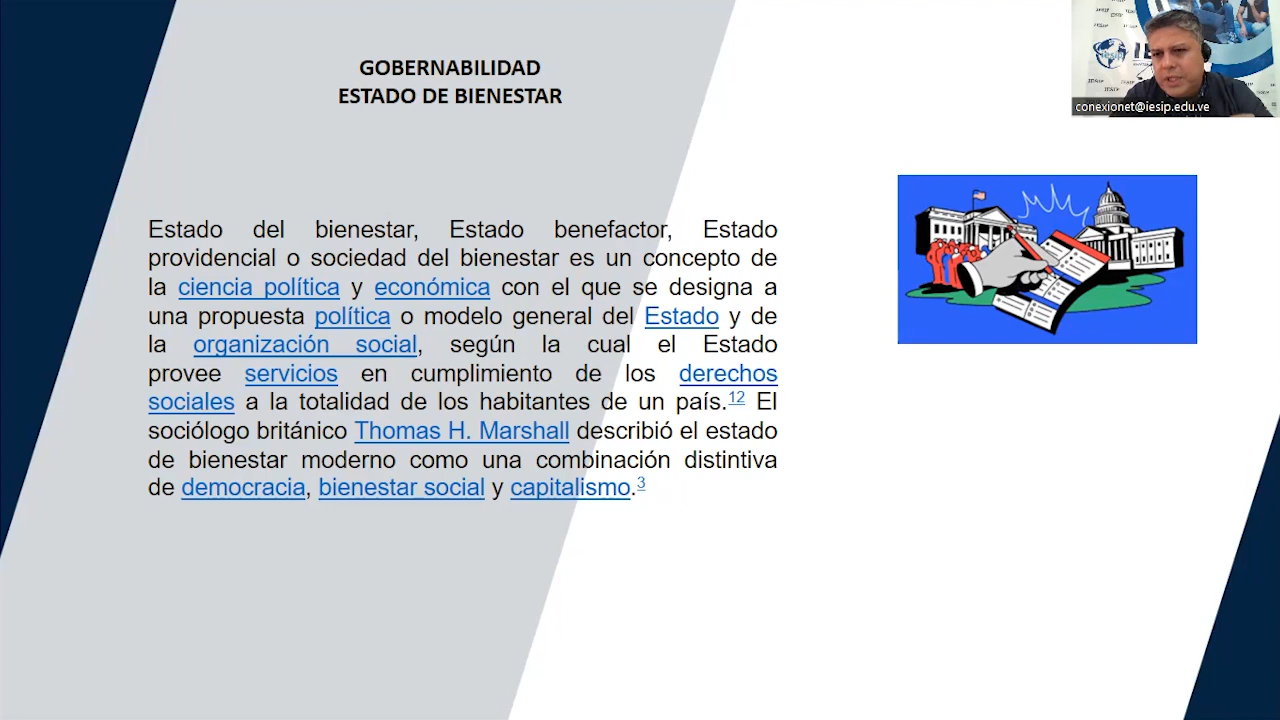 GOBERNABILIDAD
ESTADO DE BIENESTAR
conexionet@iesip.edu.ve
Estado del bienestar, Estado benefactor, Estado
providencial o sociedad del bienestar es un concepto de
la ciencia política y económica con el que se designa a
una propuesta política o modelo general del Estado y de
la organización social, según la cual el Estado
provee servicios en cumplimiento de los derechos
sociales a la totalidad de los habitantes de un país.12 El
sociólogo británico Thomas H. Marshall describió el estado
de bienestar moderno como una combinación distintiva
de democracia, bienestar social y capitalismo.3